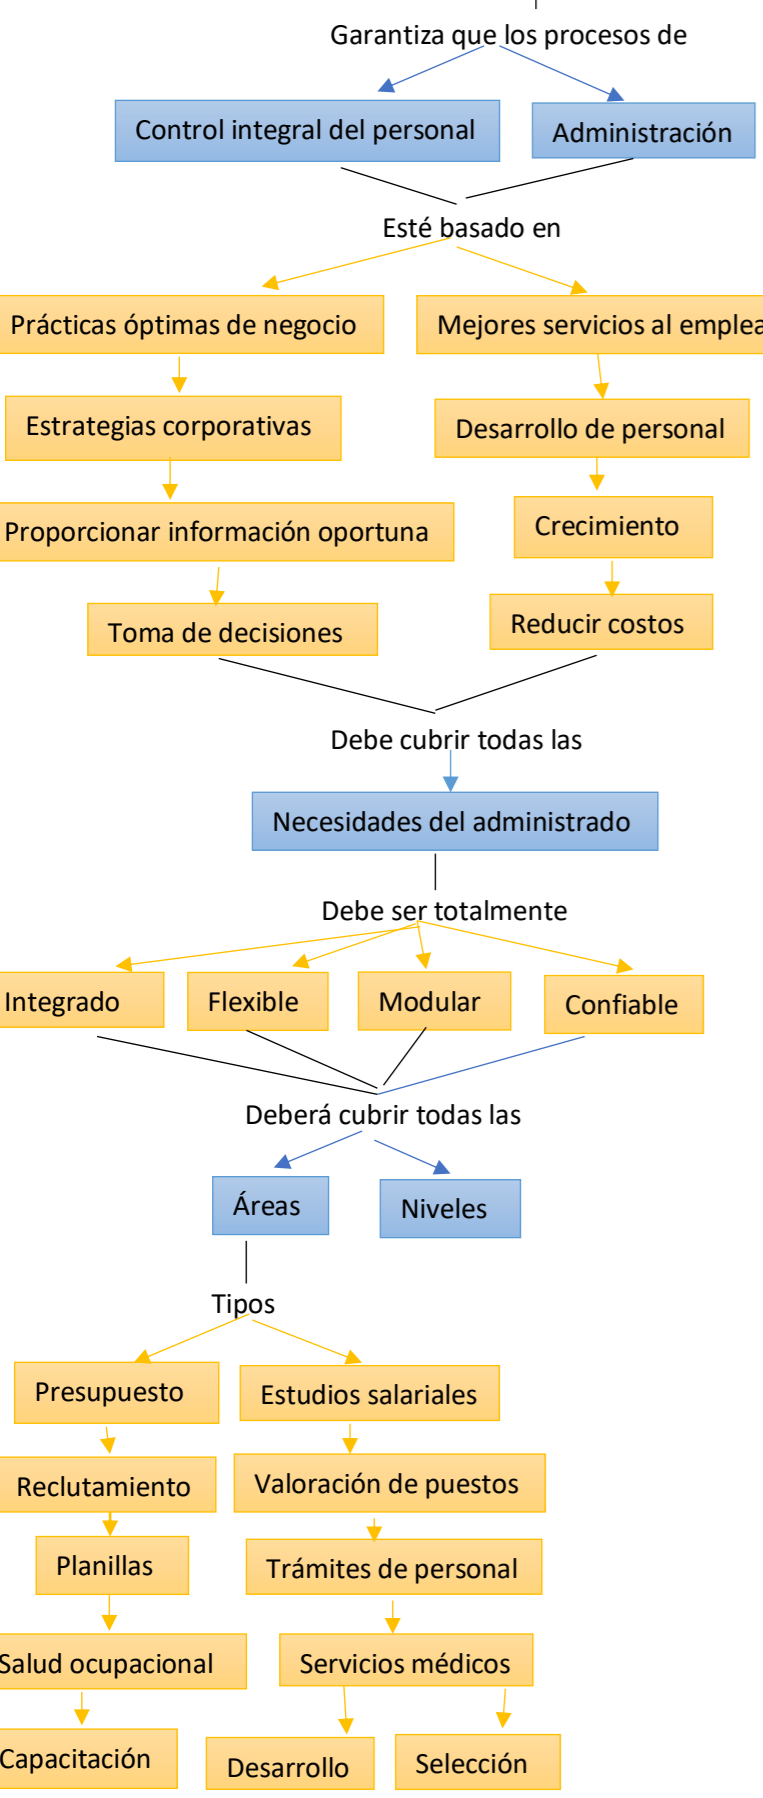 Garantiza que los procesos de
Control integral del personal
Administración
Esté basado en
Prácticas óptimas de negocio
Mejores servicios al emplea
Estrategias corporativas
Desarrollo de personal
Proporcionar información oportuna
Crecimiento
Toma de decisiones
Reducir costos
Debe cubrir todas las
Necesidades del administrado
Debe ser totalmente
Integrado
Flexible
Modular
Confiable
Deberá cubrir todas las
Áreas
Niveles
Tipos
Presupuesto
Estudios salariales
Reclutamiento
Valoración de puestos
Planillas
Trámites de personal
Salud ocupacional
Servicios médicos
Capacitación
Desarrollo
Selección